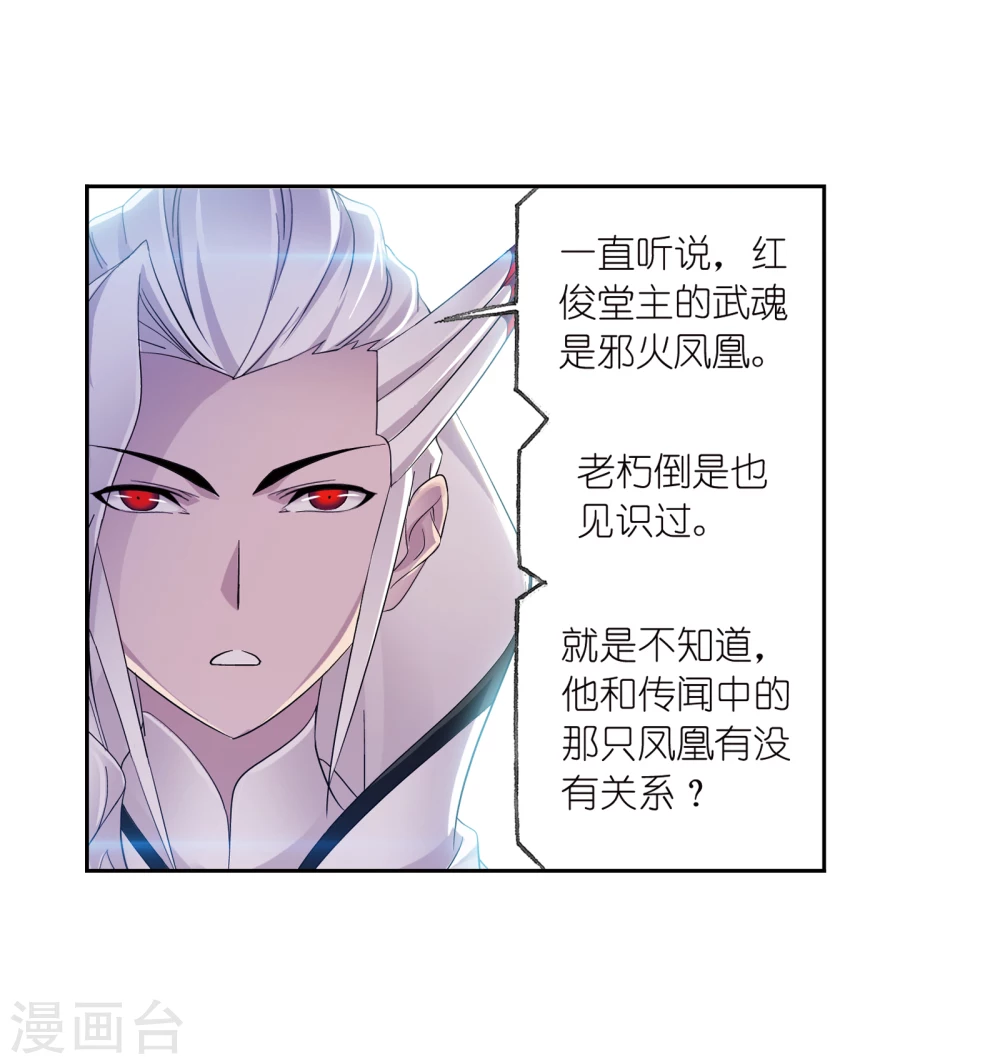 一直听说，红
俊堂主的武魂
是邪火凤凰。
老朽倒是也
见识过。
就是不知道，
他和传闻中的
那只凤凰有没
有关系？
漫画台